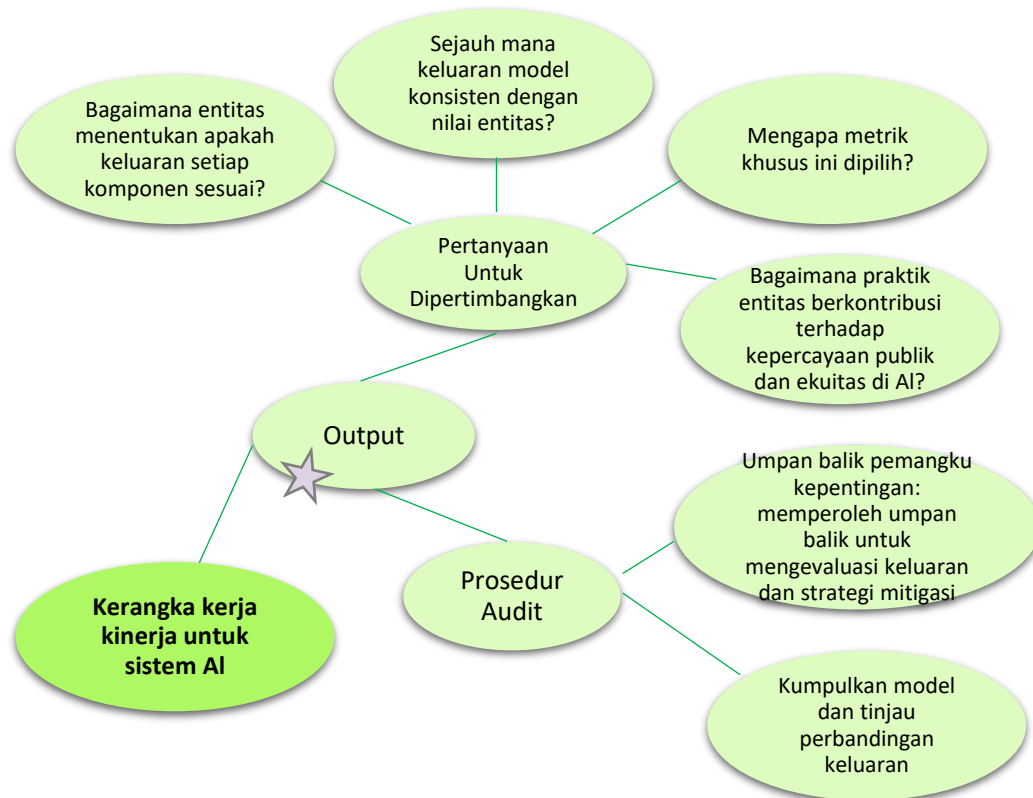 Sejauh mana
keluaran model
konsisten dengan
nilai entitas?
Bagaimana entitas
menentukan apakah
keluaran setiap
komponen sesuai?
Mengapa metrik
khusus ini dipilih?
Pertanyaan
Untuk
Dipertimbangkan
Bagaimana praktik
entitas berkontribusi
terhadap
kepercayaan publik
dan ekuitas di Al?
Output
Umpan balik pemangku
kepentingan:
memperoleh umpan
balik untuk
mengevaluasi keluaran
dan strategi mitigasi
Prosedur
Audit
Kerangka kerja
kinerja untuk
sistem Al
Kumpulkan model
dan tinjau
perbandingan
keluaran